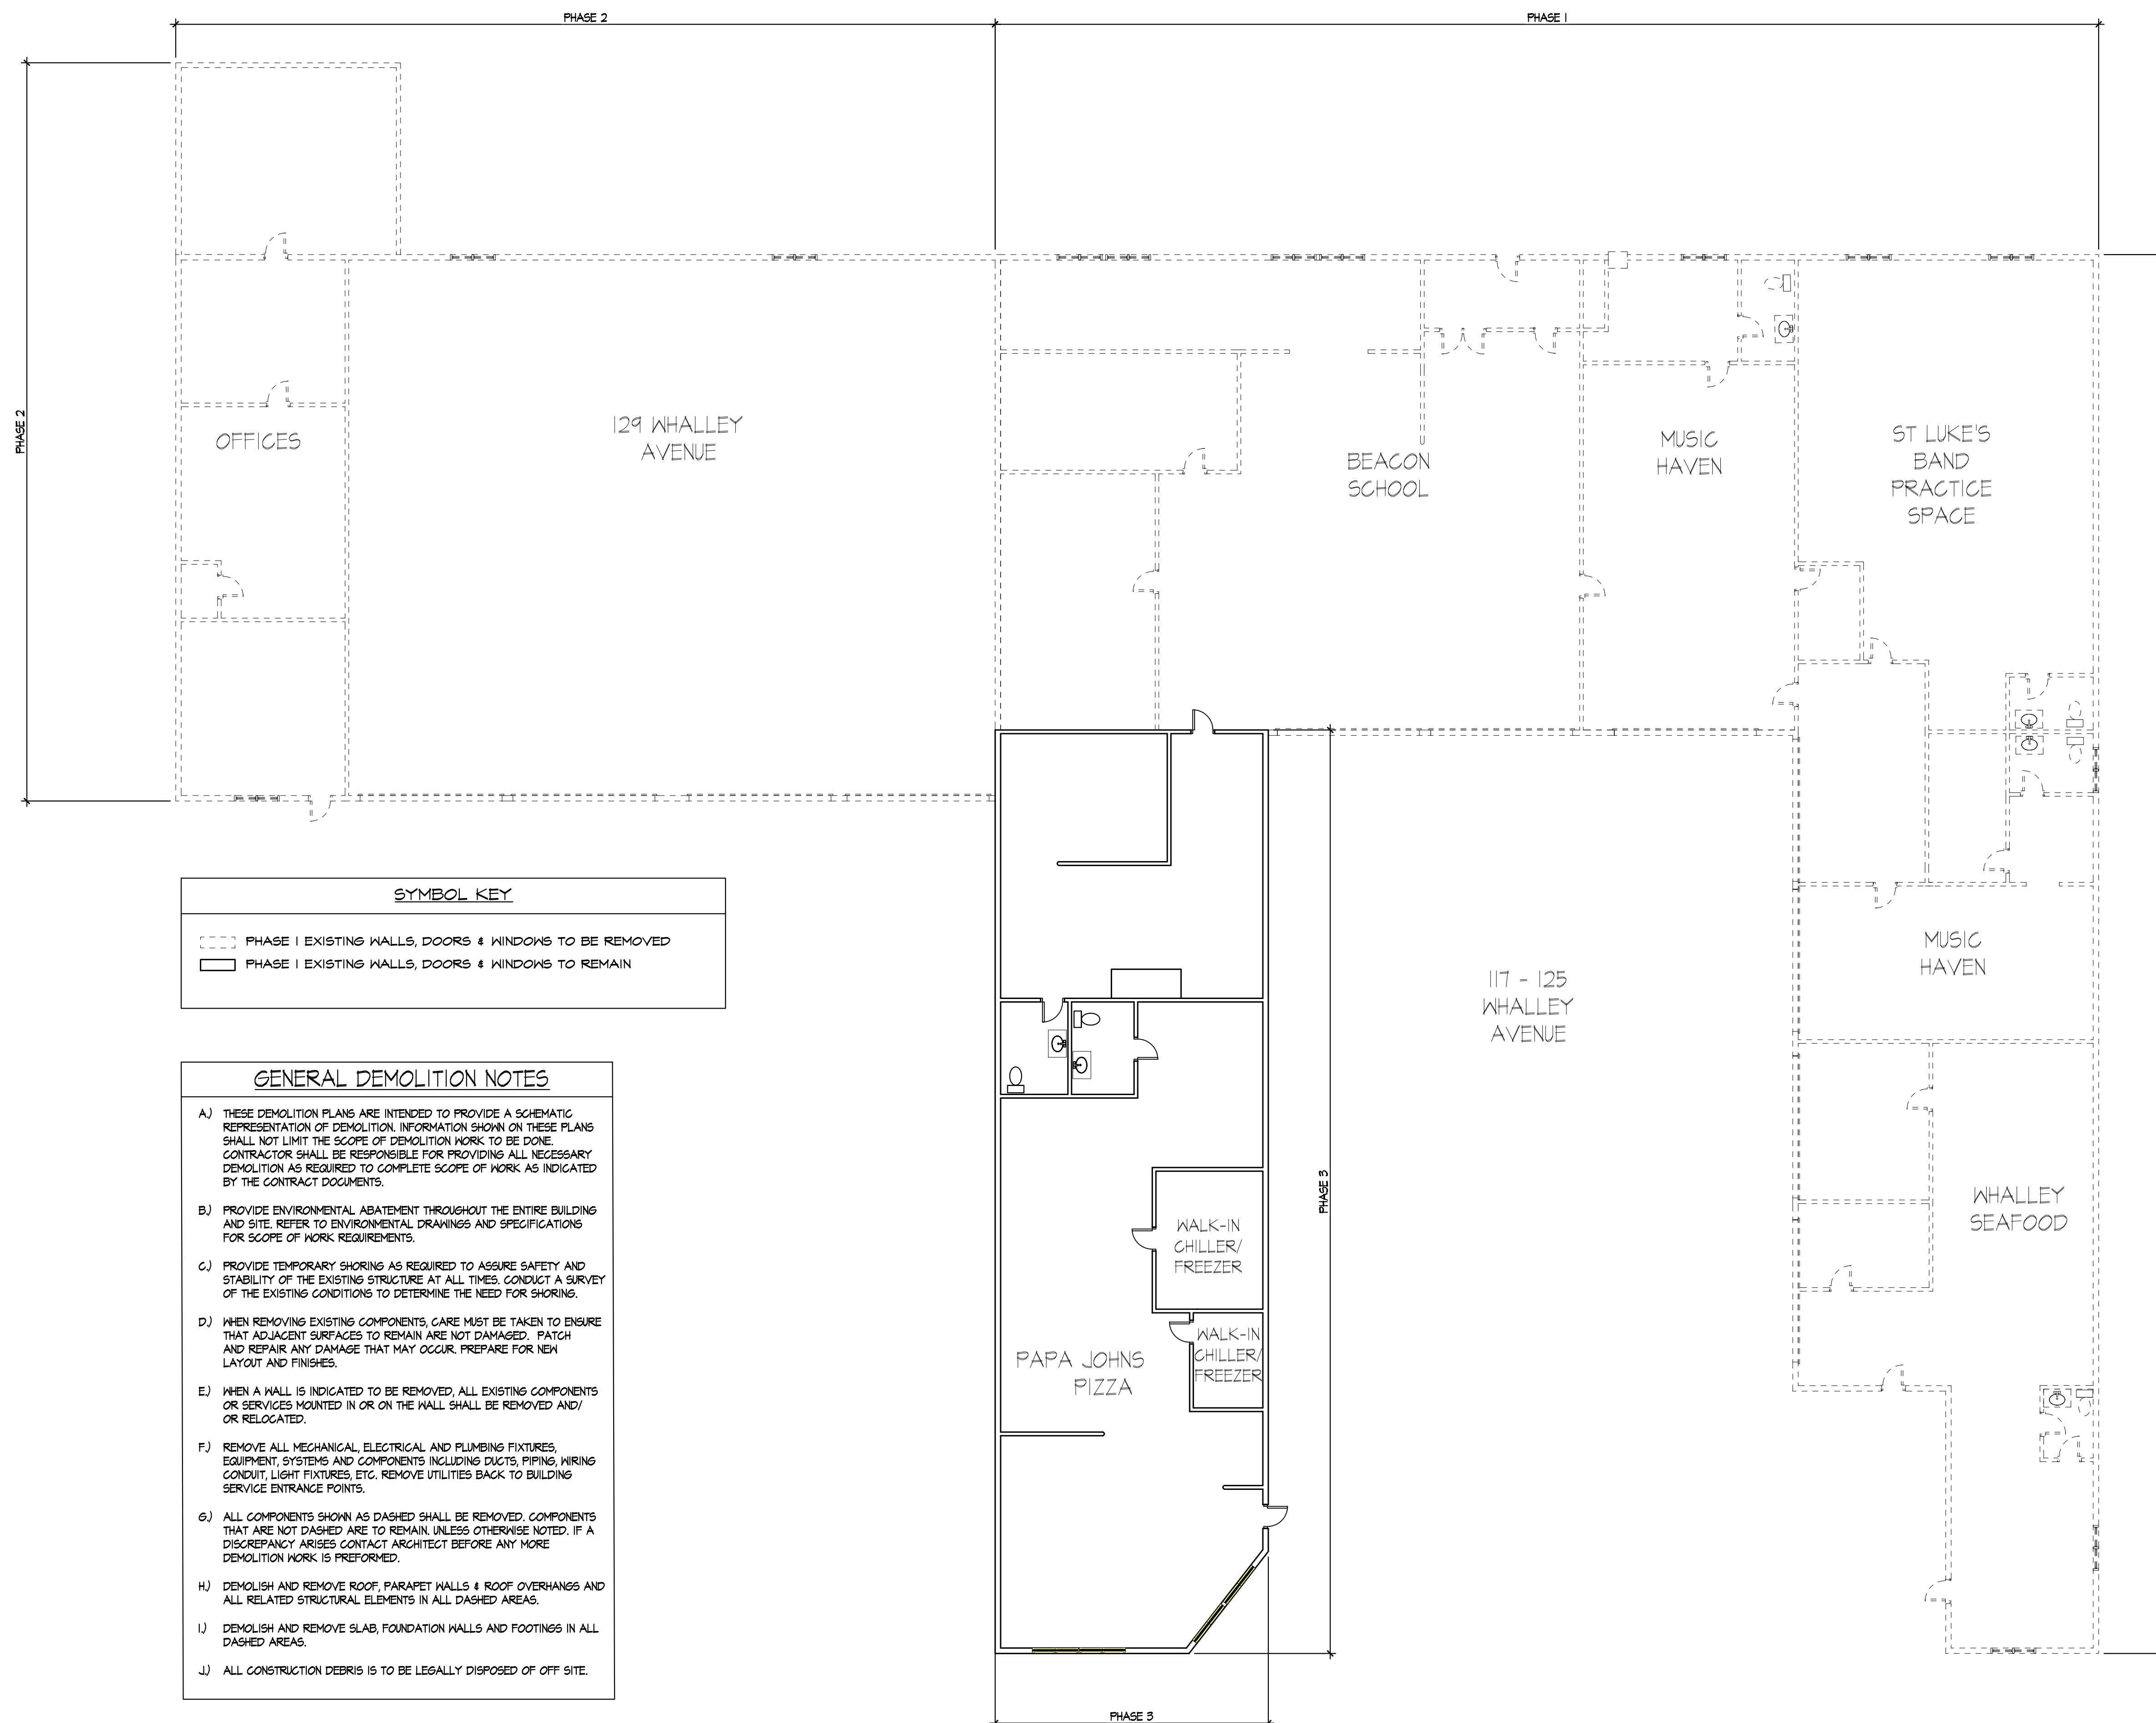 PHASE 2
PHASE 1
PHASE 2
OFFICES
129 WHALLEY
AVENUE
BEACON
SCHOOL
MUSIC
HAVEN
ST LUKE'S
BAND
PRACTICE
SPACE
SYMBOL KEY
PHASE 1 EXISTING WALLS, DOORS & WINDOWS TO BE REMOVED
PHASE 1 EXISTING WALLS, DOORS & WINDOWS TO REMAIN
117 - 125
WHALLEY
AVENUE
MUSIC
HAVEN
WHALLEY
SEAFOOD
PHASE 3
WALK-IN
CHILLER/
FREEZER
WALK-IN
CHILLER/
FREEZER
PAPA JOHNS
PIZZA
GENERAL DEMOLITION NOTES
A.) THESE DEMOLITION PLANS ARE INTENDED TO PROVIDE A SCHEMATIC
REPRESENTATION OF DEMOLITION. INFORMATION SHOWN ON THESE PLANS
SHALL NOT LIMIT THE SCOPE OF DEMOLITION WORK TO BE DONE.
CONTRACTOR SHALL BE RESPONSIBLE FOR PROVIDING ALL NECESSARY
DEMOLITION AS REQUIRED TO COMPLETE SCOPE OF WORK AS INDICATED
BY THE CONTRACT DOCUMENTS.
B.) PROVIDE ENVIRONMENTAL ABATEMENT THROUGHOUT THE ENTIRE BUILDING
AND SITE. REFER TO ENVIRONMENTAL DRAWINGS AND SPECIFICATIONS
FOR SCOPE OF WORK REQUIREMENTS.
C.) PROVIDE TEMPORARY SHORING AS REQUIRED TO ASSURE SAFETY AND
STABILITY OF THE EXISTING STRUCTURE AT ALL TIMES. CONDUCT A SURVEY
OF THE EXISTING CONDITIONS TO DETERMINE THE NEED FOR SHORING.
D.) WHEN REMOVING EXISTING COMPONENTS, CARE MUST BE TAKEN TO ENSURE
THAT ADJACENT SURFACES TO REMAIN ARE NOT DAMAGED. PATCH
AND REPAIR ANY DAMAGE THAT MAY OCCUR. PREPARE FOR NEW
LAYOUT AND FINISHES.
E.) WHEN A WALL IS INDICATED TO BE REMOVED, ALL EXISTING COMPONENTS
OR SERVICES MOUNTED IN OR ON THE WALL SHALL BE REMOVED AND/
OR RELOCATED.
F.) REMOVE ALL MECHANICAL, ELECTRICAL AND PLUMBING FIXTURES,
EQUIPMENT, SYSTEMS AND COMPONENTS INCLUDING DUCTS, PIPING, WIRING
CONDUIT, LIGHT FIXTURES, ETC. REMOVE UTILITIES BACK TO BUILDING
SERVICE ENTRANCE POINTS.
G.) ALL COMPONENTS SHOWN AS DASHED SHALL BE REMOVED. COMPONENTS
THAT ARE NOT DASHED ARE TO REMAIN. UNLESS OTHERWISE NOTED. IF A
DISCREPANCY ARISES CONTACT ARCHITECT BEFORE ANY MORE
DEMOLITION WORK IS PREFORMED.
H.) DEMOLISH AND REMOVE ROOF, PARAPET WALLS & ROOF OVERHANGS AND
ALL RELATED STRUCTURAL ELEMENTS IN ALL DASHED AREAS.
I.) DEMOLISH AND REMOVE SLAB, FOUNDATION WALLS AND FOOTINGS IN ALL
DASHED AREAS.
J.) ALL CONSTRUCTION DEBRIS IS TO BE LEGALLY DISPOSED OF OFF SITE.
PHASE 3